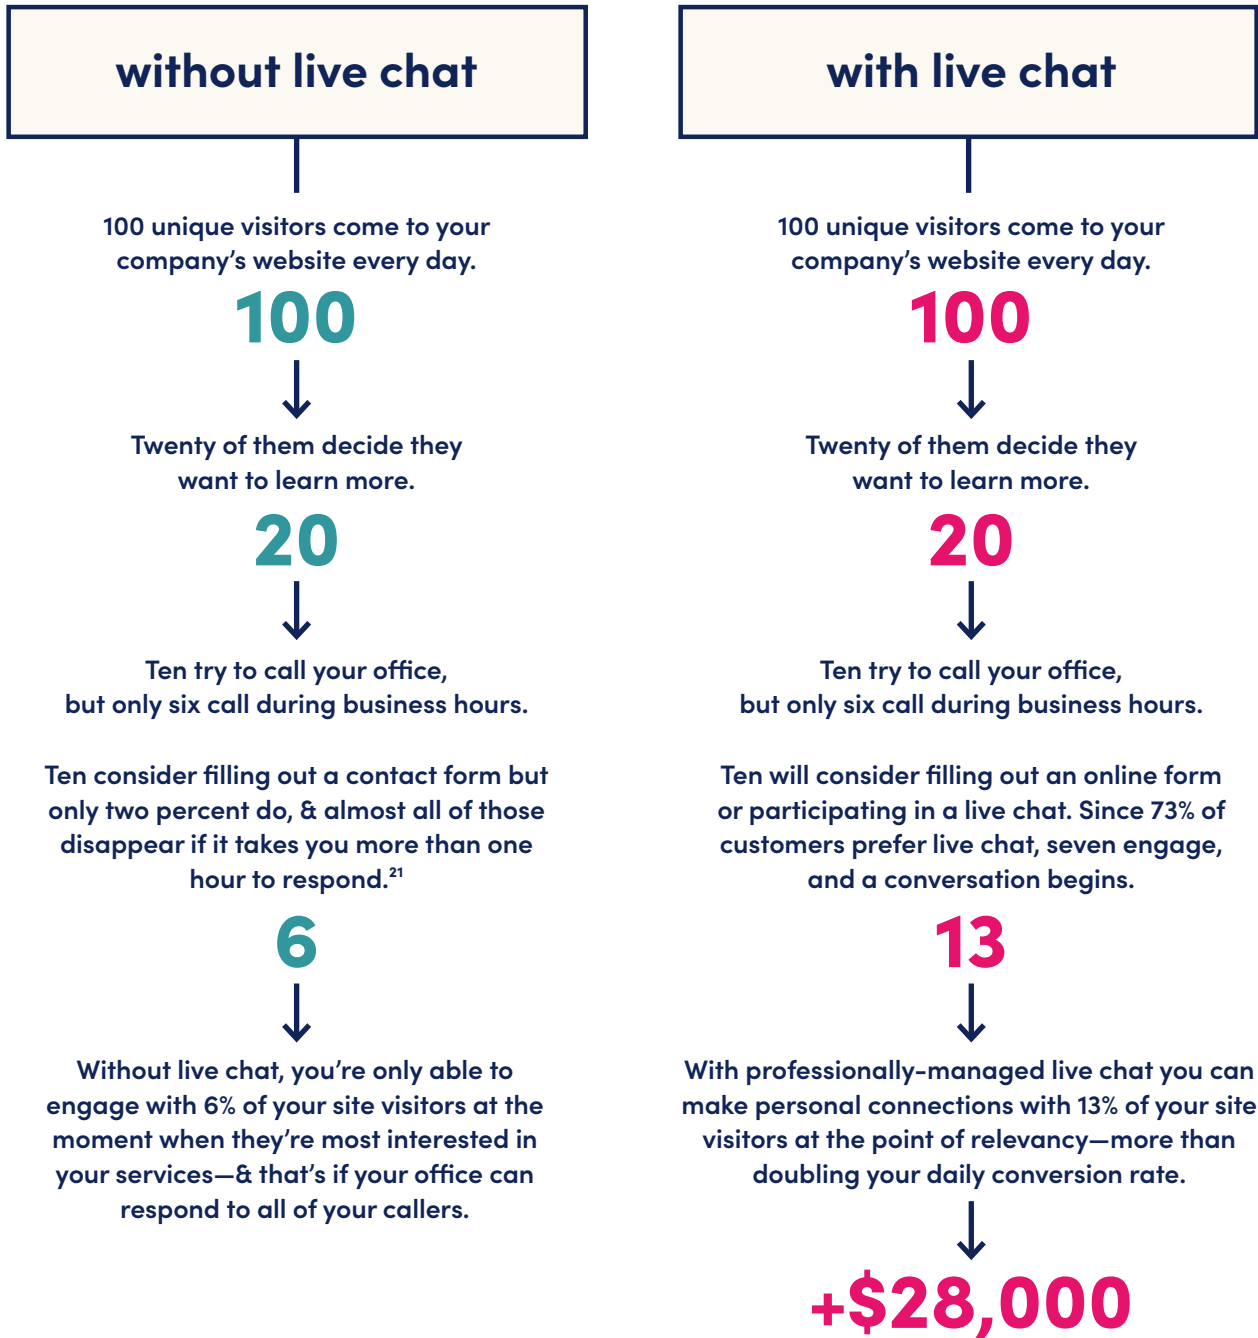 without live chat
100 unique visitors come to your
company’s website every day.
100
Twenty of them decide they
want to learn more.
20
Ten try to call your office,
but only six call during business hours.
Ten consider filling out a contact form but
only two percent do, & almost all of those
disappear if it takes you more than one
hour to respond.²¹
6
Without live chat, you’re only able to
engage with 6% of your site visitors at the
moment when they’re most interested in
your services—& that’s if your office can
respond to all of your callers.
with live chat
100 unique visitors come to your
company’s website every day.
100
Twenty of them decide they
want to learn more.
20
Ten try to call your office,
but only six call during business hours.
Ten will consider filling out an online form
or participating in a live chat. Since 73% of
customers prefer live chat, seven engage,
and a conversation begins.
13
With professionally-managed live chat you can
make personal connections with 13% of your site
visitors at the point of relevancy—more than
doubling your daily conversion rate.
+$28,000